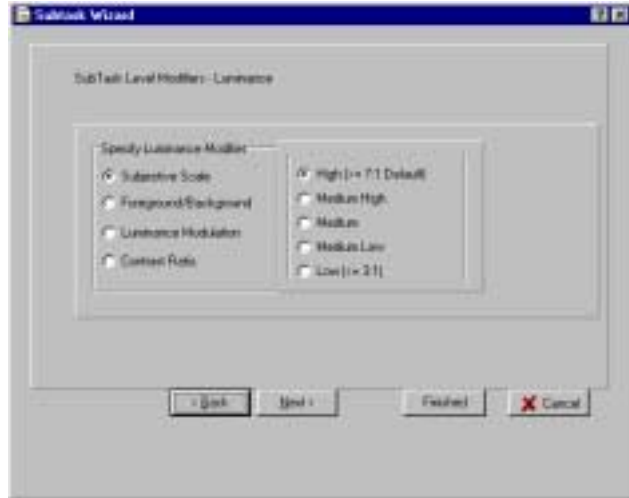 Subtask Wizard
SubTask Level Modifiers - Luminance
Specify Luminance Modifier
Subjective Scale
Foreground/Background
Luminance Modulation
Contrast Ratio
High (>= 7:1 Default)
Medium High
Medium
Medium Low
Low (<= 3:1)
< Back
Next >
Finished
Cancel